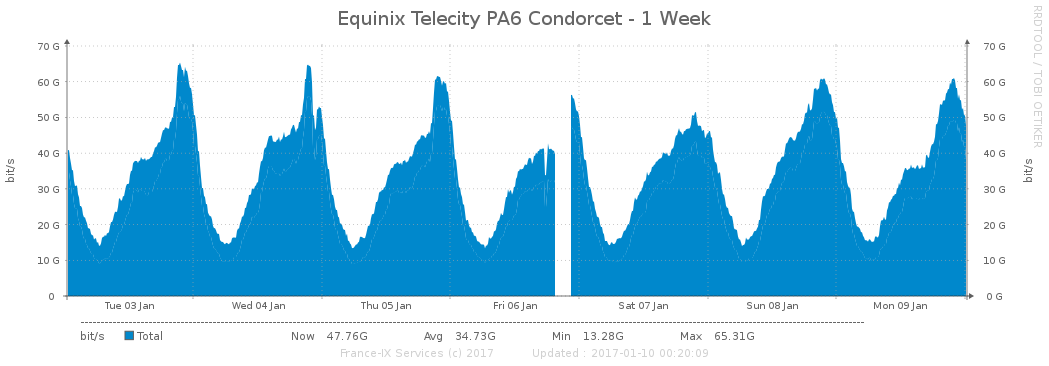 Equinix Telecity PA6 Condorcet - 1 Week
RRDTOOL / TOBI OETIKER
70 G 70 G
60 G 60 G
50 G 50 G
40 G 40 G
30 G 30 G
20 G 20 G
10 G 10 G
0 0 G
bit/s
bit/s
Tue 03 Jan Wed 04 Jan Thu 05 Jan Fri 06 Jan Sat 07 Jan Sun 08 Jan Mon 09 Jan
bit/s Total Now 47.76G Avg 34.73G Min 13.28G Max 65.31G
France-IX Services (c) 2017 Updated : 2017-01-10 00:20:09